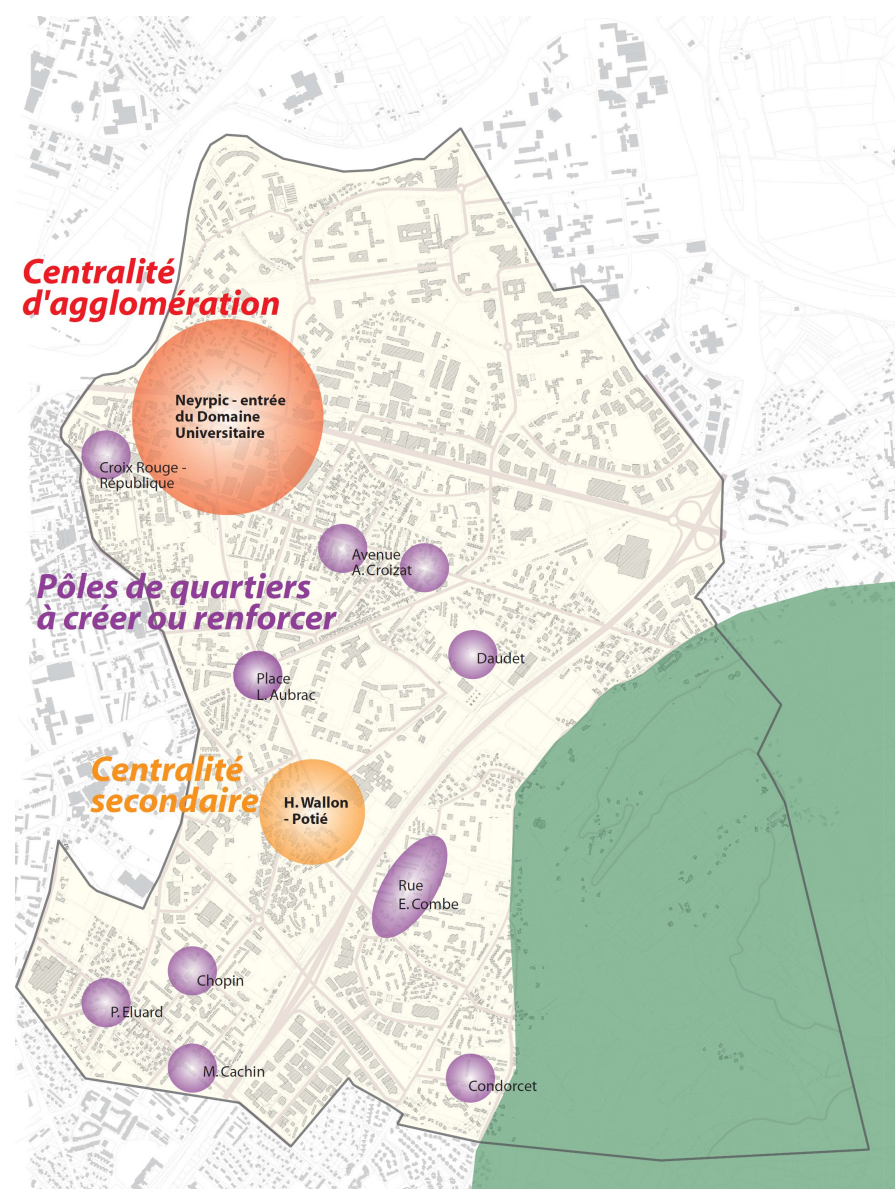 Centralité
d'agglomération
Neyrpic - entrée
du Domaine
Universitaire
Croix Rouge -
République
Avenue
A. Croizat
Pôles de quartiers
à créer ou renforcer
Daudet
Place
L. Aubrac
Centralité
secondaire
H. Wallon
- Potié
Rue
E. Combe
Chopin
P. Eluard
M. Cachin
Condorcet